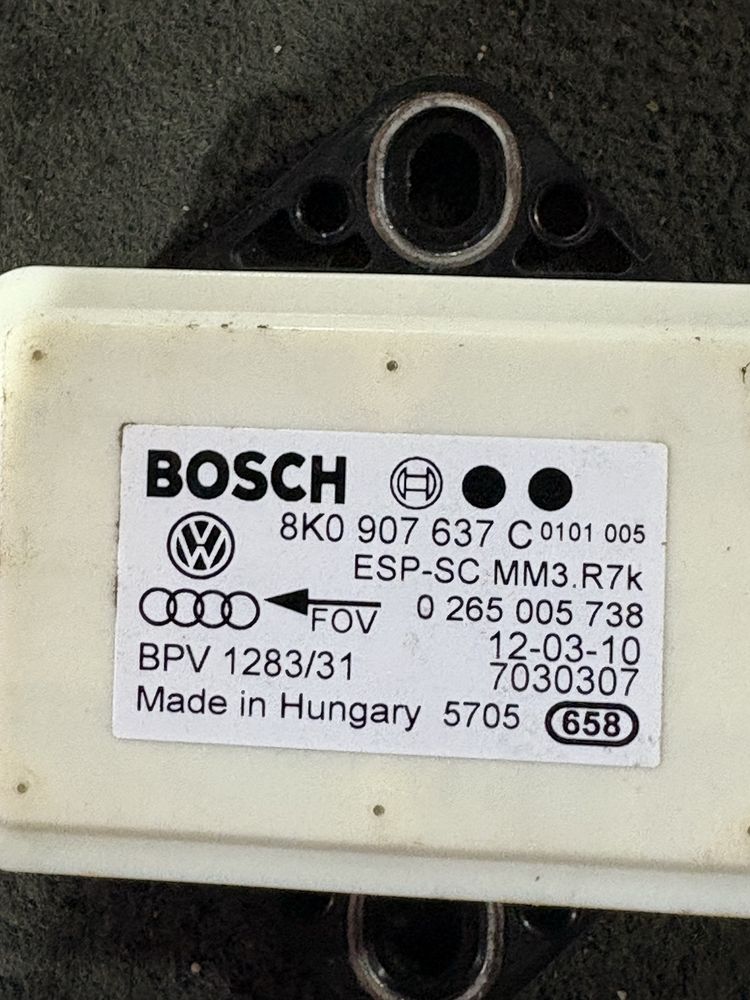 BOSCH
8K0 907 637 C 0101 005
ESP-SC MM3.R7k
FOV 0 265 005 738
12-03-10
BPV 1283/31 7030307
Made in Hungary 5705 658